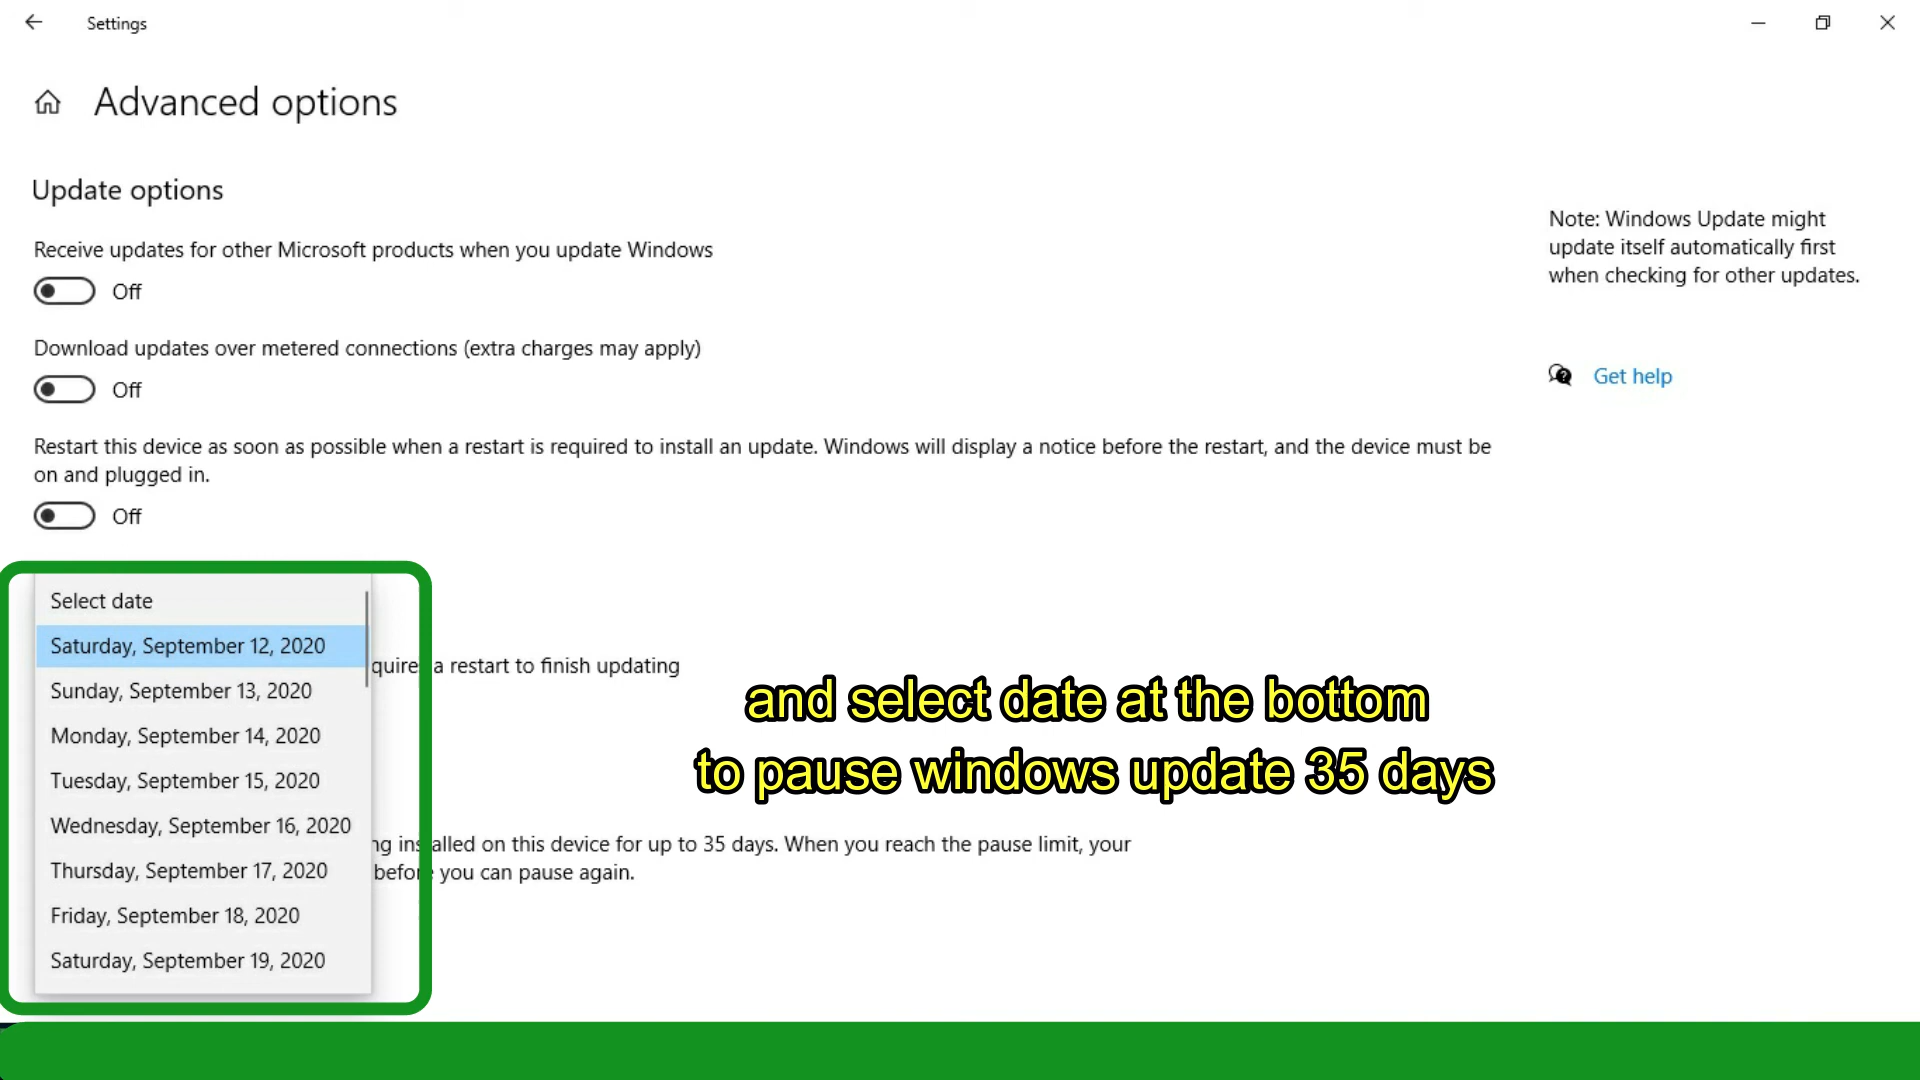 Settings
Advanced options
Update options
Receive updates for other Microsoft products when you update Windows
Off
Download updates over metered connections (extra charges may apply)
Off
Restart this device as soon as possible when a restart is required to install an update. Windows will display a notice before the restart, and the device must be
on and plugged in.
Off
Note: Windows Update might
update itself automatically first
when checking for other updates.
Get help
Select date
Saturday, September 12, 2020
Sunday, September 13, 2020
Monday, September 14, 2020
Tuesday, September 15, 2020
Wednesday, September 16, 2020
Thursday, September 17, 2020
Friday, September 18, 2020
Saturday, September 19, 2020
a restart to finish updating
and select date at the bottom
to pause windows update 35 days
installed on this device for up to 35 days. When you reach the pause limit, your
before you can pause again.